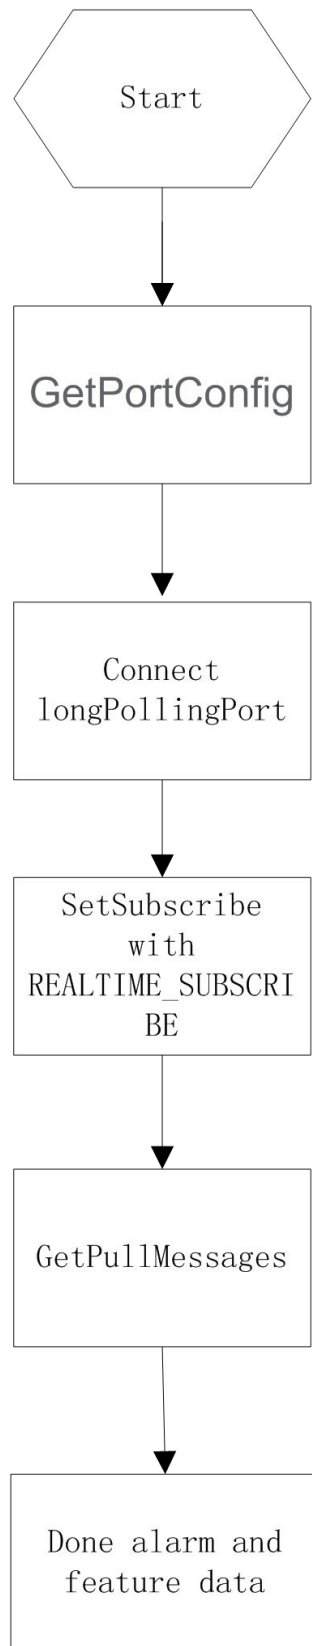 Start
GetPortConfig
Connect
longPollingPort
SetSubscribe
with
REALTIME_SUBSCRI
BE
GetPullMessages
Done alarm and
feature data